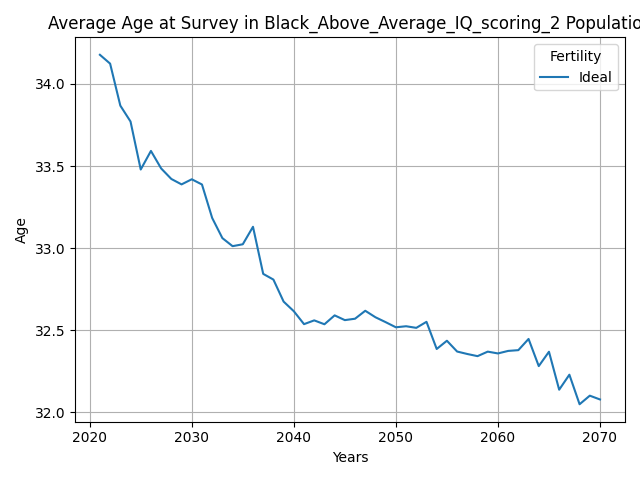 Average Age at Survey in Black_Above_Average_IQ_scoring_2 Populatio
Fertility
Ideal
34.0
33.5
33.0
32.5
32.0
Age
2020 2030 2040 2050 2060 2070
Years